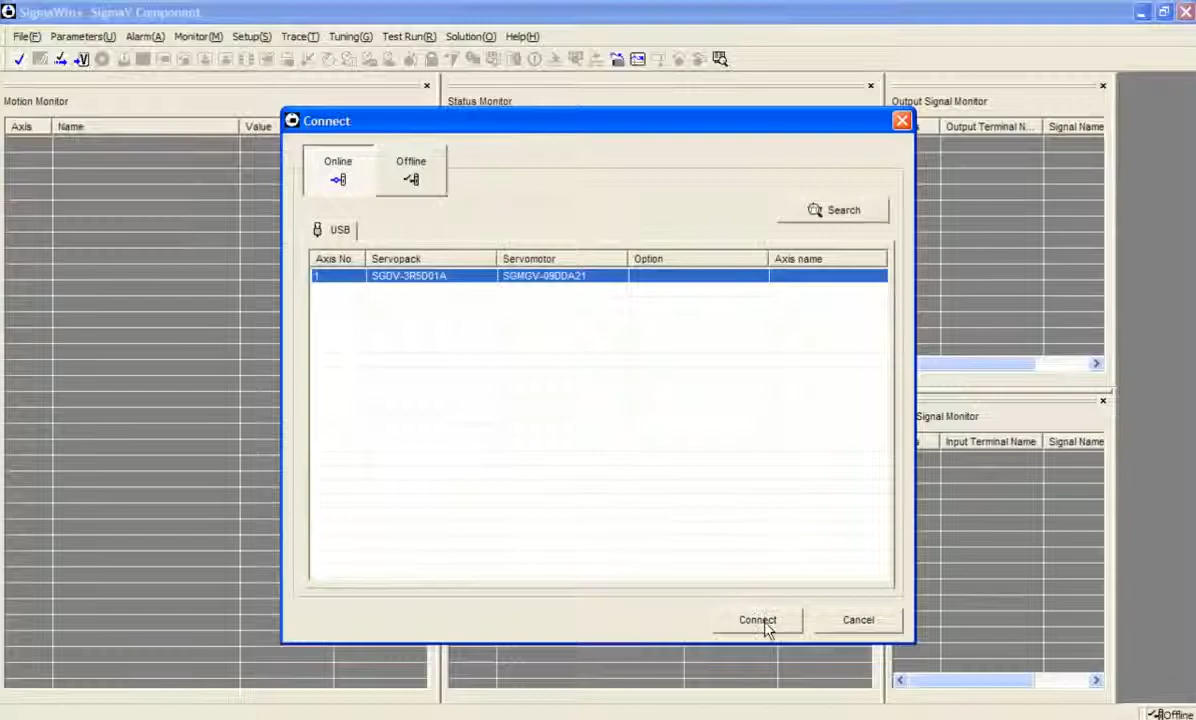 SigmaWin+ SigmaV Component
File(F) Parameters(U) Alarm(A) Monitor(M) Setup(S) Trace(T) Tuning(G) Test Run(R) Solution(O) Help(H)
Motion Monitor
Status Monitor
Output Signal Monitor
Axis Name Value
Output Terminal N... Signal Name
Connect
Online Offline
Search
USB
Axis No. Servopack Servomotor Option Axis name
1 SGDV-3R5D01A SGMGV-09DDA21
Signal Monitor
Input Terminal Name Signal Name
Connect Cancel
Offline